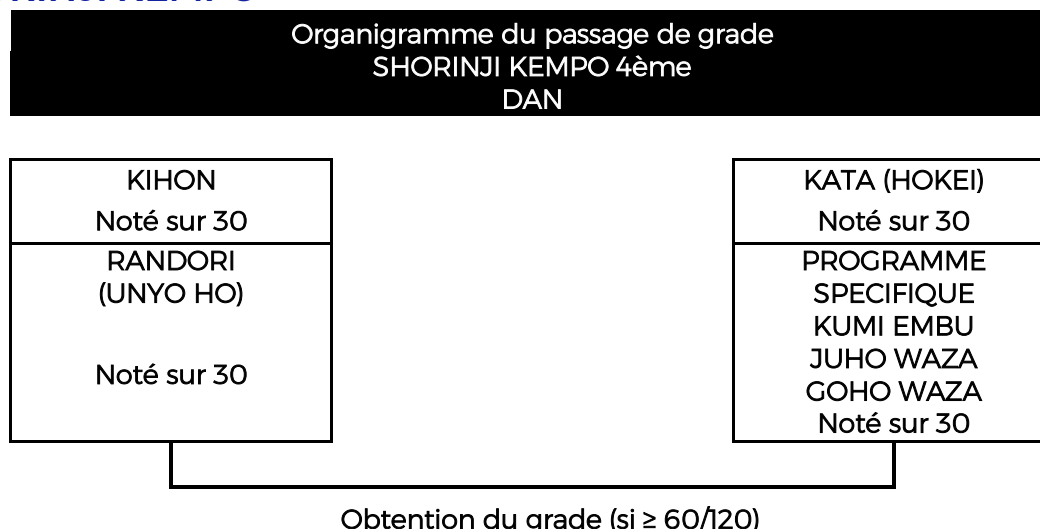 Organigramme du passage de grade
SHORINJI KEMPO 4ème
DAN
KIHON
Noté sur 30
RANDORI
(UNYO HO)
Noté sur 30
KATA (HOKEI)
Noté sur 30
PROGRAMME
SPECIFIQUE
KUMI EMBU
JUHO WAZA
GOHO WAZA
Noté sur 30
Obtention du grade (si ≥ 60/120)